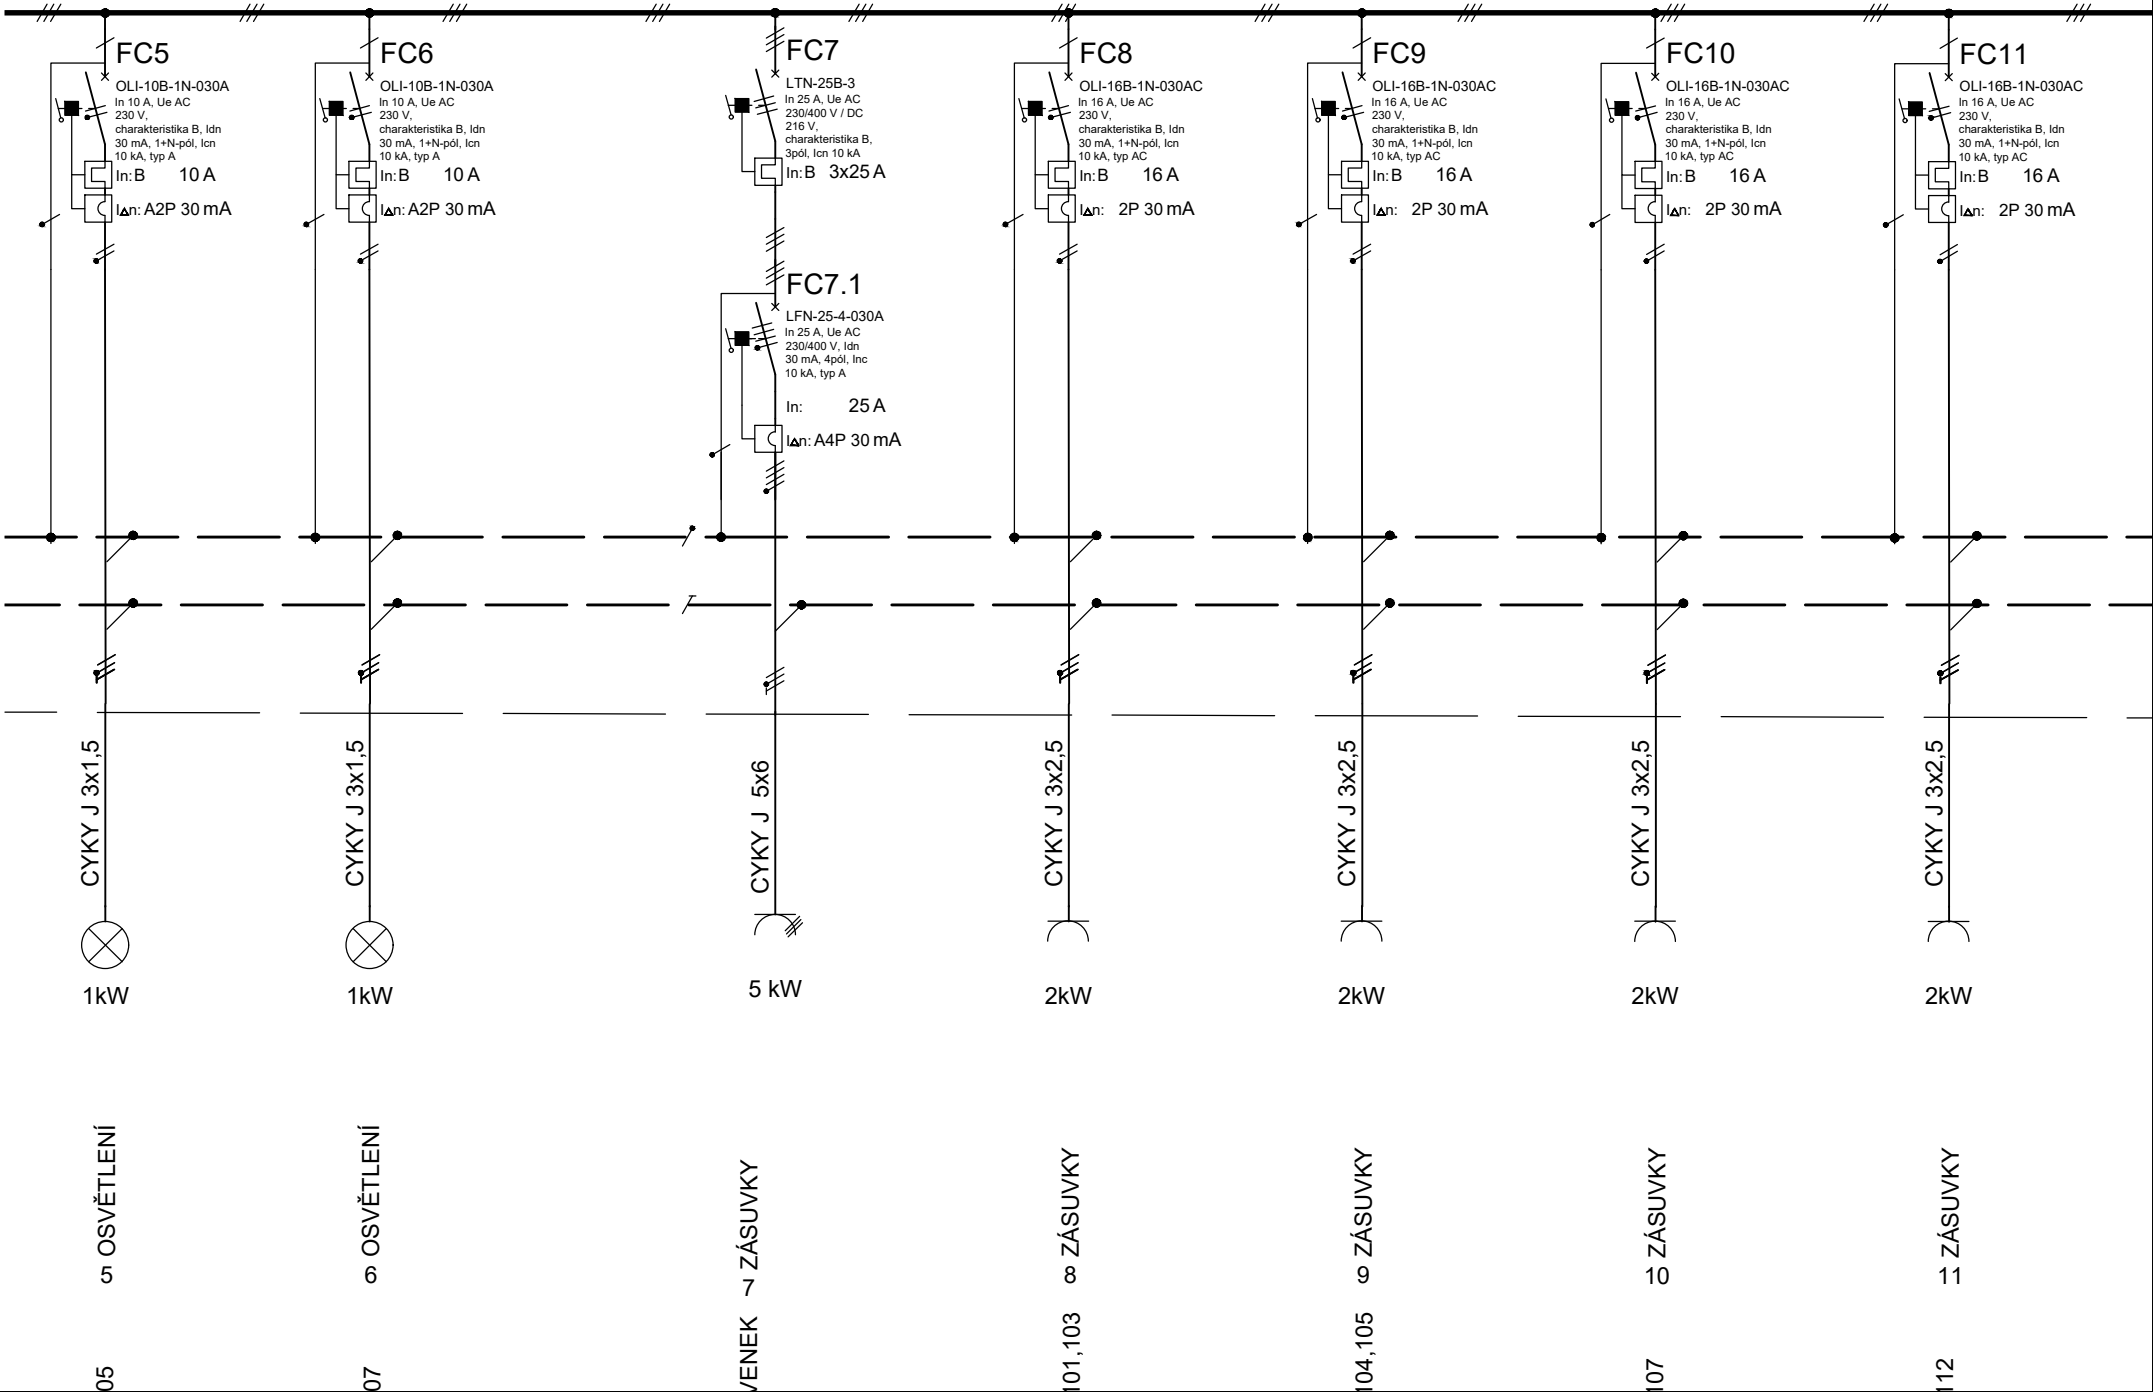 FC5
OLI-10B-1N-030A
In 10 A, Ue AC
230 V,
charakteristika B, Idn
30 mA, 1+N-pól, Icn
10 kA, typ A
In: B 10 A
IΔn: A2P 30 mA
FC6
OLI-10B-1N-030A
In 10 A, Ue AC
230 V,
charakteristika B, Idn
30 mA, 1+N-pól, Icn
10 kA, typ A
In: B 10 A
IΔn: A2P 30 mA
FC7
LTN-25B-3
In 25 A, Ue AC
230/400 V / DC
216 V,
charakteristika B,
3pól, Icn 10 kA
In: B 3x25 A
FC7.1
LFN-25-4-030A
In 25 A, Ue AC
230/400 V, Idn
30 mA, 4pól, Inc
10 kA, typ A
In: 25 A
IΔn: A4P 30 mA
FC8
OLI-16B-1N-030AC
In 16 A, Ue AC
230 V,
charakteristika B, Idn
30 mA, 1+N-pól, Icn
10 kA, typ AC
In: B 16 A
IΔn: 2P 30 mA
FC9
OLI-16B-1N-030AC
In 16 A, Ue AC
230 V,
charakteristika B, Idn
30 mA, 1+N-pól, Icn
10 kA, typ AC
In: B 16 A
IΔn: 2P 30 mA
FC10
OLI-16B-1N-030AC
In 16 A, Ue AC
230 V,
charakteristika B, Idn
30 mA, 1+N-pól, Icn
10 kA, typ AC
In: B 16 A
IΔn: 2P 30 mA
FC11
OLI-16B-1N-030AC
In 16 A, Ue AC
230 V,
charakteristika B, Idn
30 mA, 1+N-pól, Icn
10 kA, typ AC
In: B 16 A
IΔn: 2P 30 mA
CYKY J 3x1,5
CYKY J 3x1,5
CYKY J 5x6
CYKY J 3x2,5
CYKY J 3x2,5
CYKY J 3x2,5
CYKY J 3x2,5
1kW
1kW
5 kW
2kW
2kW
2kW
2kW
OSVĚTLENÍ
OSVĚTLENÍ
ZÁSUVKY
ZÁSUVKY
ZÁSUVKY
ZÁSUVKY
ZÁSUVKY
5
6
7
8
9
10
11
05
07
VENEK
101,103
104,105
107
112